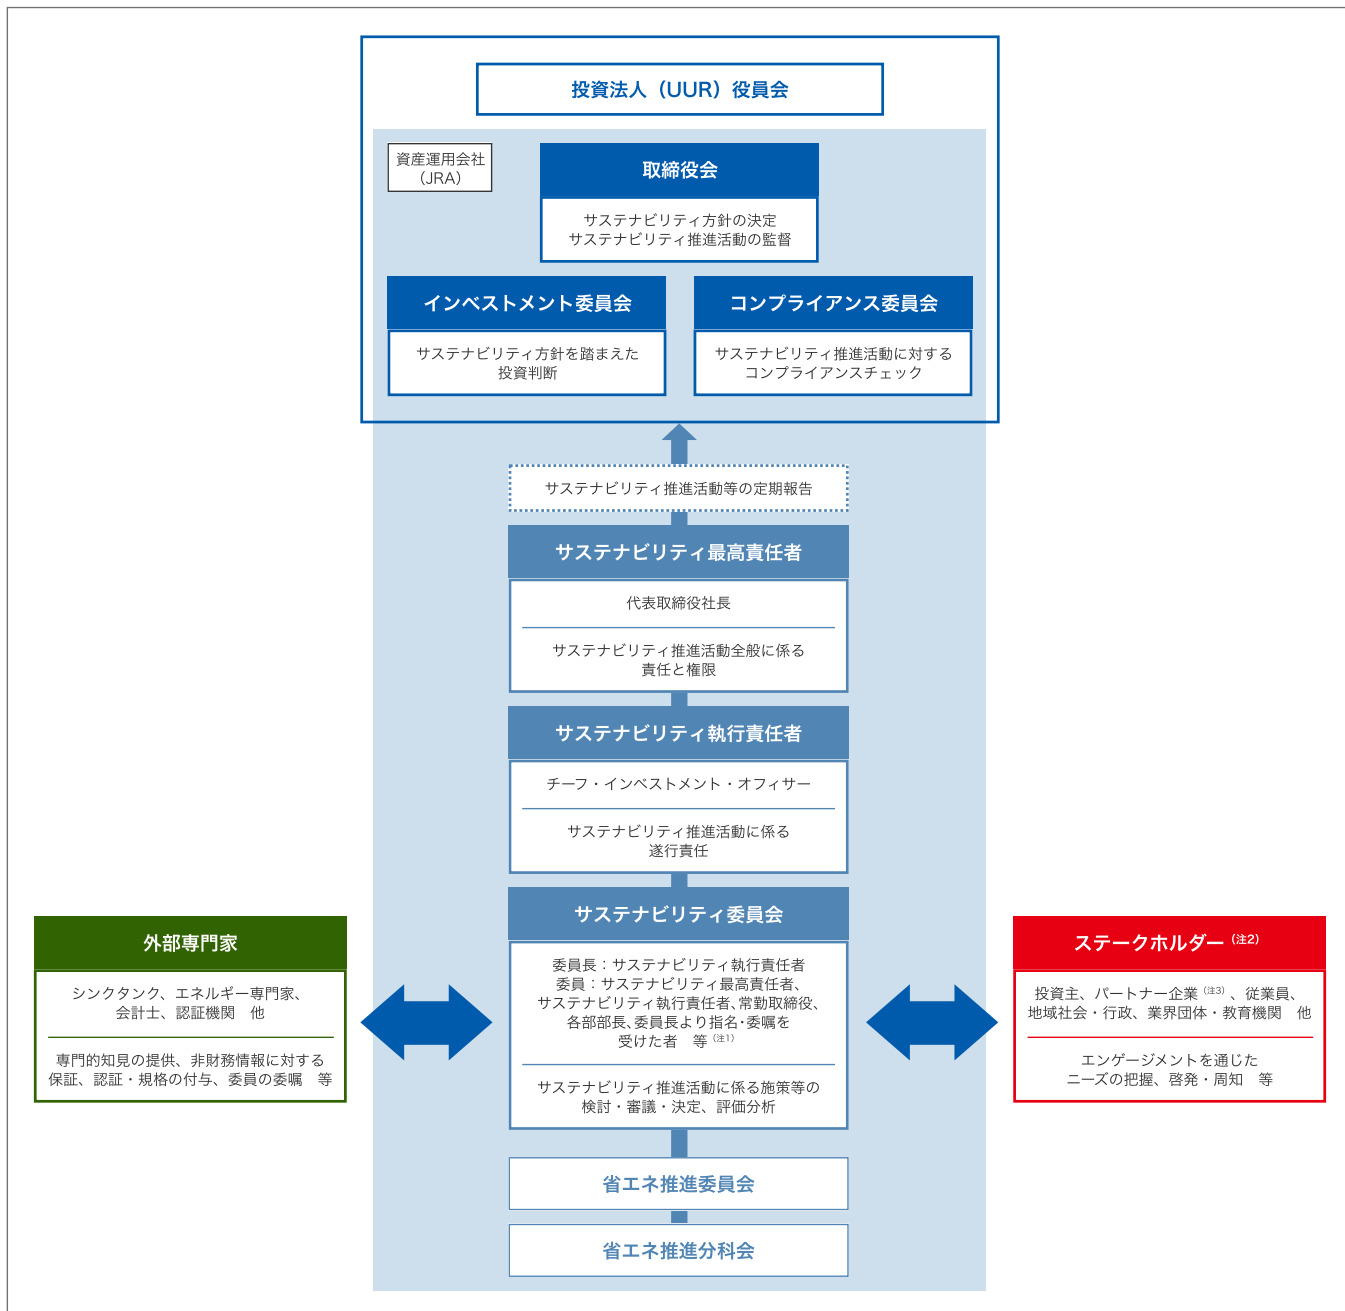 投資法人（UUR）役員会
資産運用会社
（JRA）
取締役会
サステナビリティ方針の決定
サステナビリティ推進活動の監督
インベストメント委員会
サステナビリティ方針を踏まえた
投資判断
コンプライアンス委員会
サステナビリティ推進活動に対する
コンプライアンスチェック
サステナビリティ推進活動等の定期報告
サステナビリティ最高責任者
代表取締役社長
サステナビリティ推進活動全般に係る
責任と権限
サステナビリティ執行責任者
チーフ・インベストメント・オフィサー
サステナビリティ推進活動に係る
遂行責任
サステナビリティ委員会
委員長：サステナビリティ執行責任者
委員：サステナビリティ最高責任者、
サステナビリティ執行責任者、常勤取締役、
各部部長、委員長より指名・委嘱を
受けた者　等（注1）
サステナビリティ推進活動に係る施策等の
検討・審議・決定、評価分析
外部専門家
シンクタンク、エネルギー専門家、
会計士、認証機関　他
専門的知見の提供、非財務情報に対する
保証、認証・規格の付与、委員の委嘱　等
ステークホルダー（注2）
投資主、パートナー企業（注3）、従業員、
地域社会・行政、業界団体・教育機関　他
エンゲージメントを通じた
ニーズの把握、啓発・周知　等
省エネ推進委員会
省エネ推進分科会